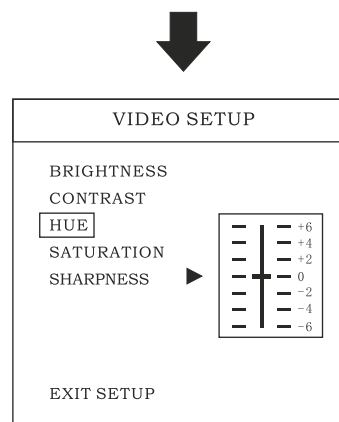 VIDEO SETUP
BRIGHTNESS
CONTRAST
HUE
SATURATION
SHARPNESS
+6
+4
+2
0
−2
−4
−6
EXIT SETUP